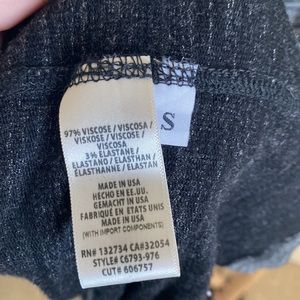 97% VISCOSE / VISCOSA /
VISKOSE / VISCOSE /
VISCOSA
3% ELASTANE /
ELASTANO / ELASTHAN /
ELASTHANNE / ELASTAN
MADE IN USA
HECHO EN EE.UU.
GEMACHT IN USA
FABRIQUÉ EN ETATS UNIS
MADE IN USA
(WITH IMPORT COMPONENTS)
RN# 132734 CA#32054
STYLE# C6793-976
CUT# 606757
S